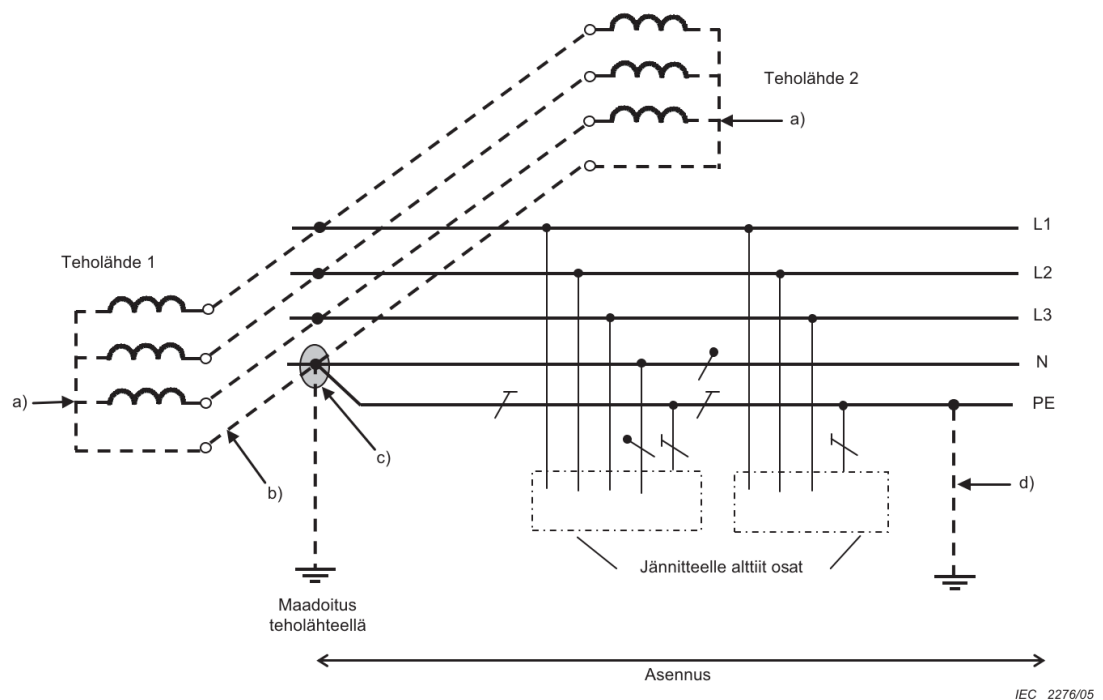 Teholähde 2
a)
L1
Teholähde 1
L2
L3
N
a)
PE
c)
b)
d)
Jännitteelle alttiit osat
Maadoitus
teholähteellä
Asennus
IEC 2276/05